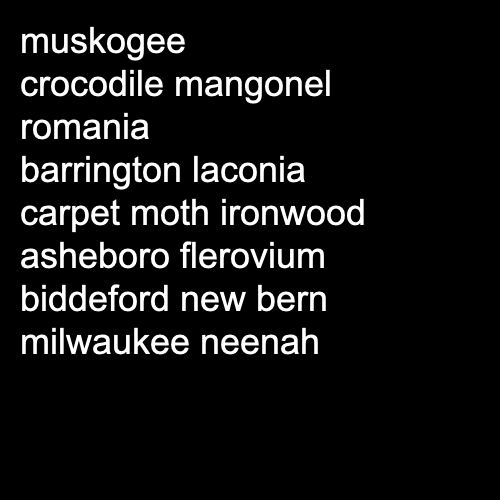 muskogee
crocodile mangonel
romania
barrington laconia
carpet moth ironwood
asheboro flerovium
biddeford new bern
milwaukee neenah